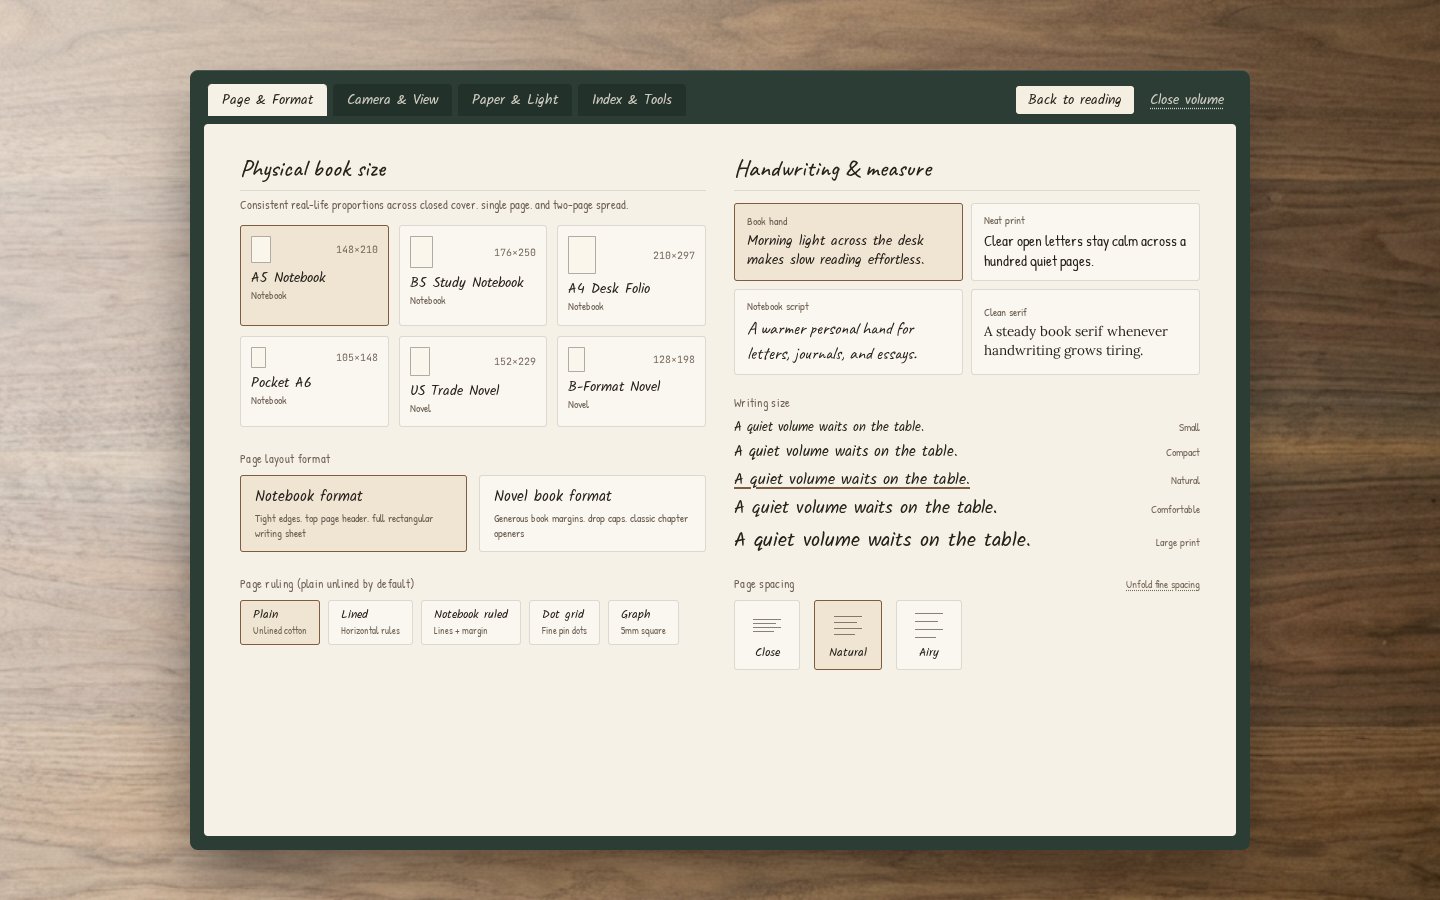 Page & Format
Camera & View
Paper & Light
Index & Tools
Back to reading
Close volume
Physical book size
Consistent real-life proportions across closed cover, single page, and two-page spread.
148×210
A5 Notebook
Notebook
176×250
B5 Study Notebook
Notebook
210×297
A4 Desk Folio
Notebook
105×148
Pocket A6
Notebook
152×229
US Trade Novel
Novel
128×198
B-Format Novel
Novel
Page layout format
Notebook format
Tight edges, top page header, full rectangular
writing sheet
Novel book format
Generous book margins, drop caps, classic chapter
openers
Page ruling (plain unlined by default)
Plain
Unlined cotton
Lined
Horizontal rules
Notebook ruled
Lines + margin
Dot grid
Fine pin dots
Graph
5mm square
Handwriting & measure
Book hand
Morning light across the desk
makes slow reading effortless.
Neat print
Clear open letters stay calm across a
hundred quiet pages.
Notebook script
A warmer personal hand for
letters, journals, and essays.
Clean serif
A steady book serif whenever
handwriting grows tiring.
Writing size
A quiet volume waits on the table.
Small
A quiet volume waits on the table.
Compact
A quiet volume waits on the table.
Natural
A quiet volume waits on the table.
Comfortable
A quiet volume waits on the table.
Large print
Page spacing
Unfold fine spacing
Close
Natural
Airy